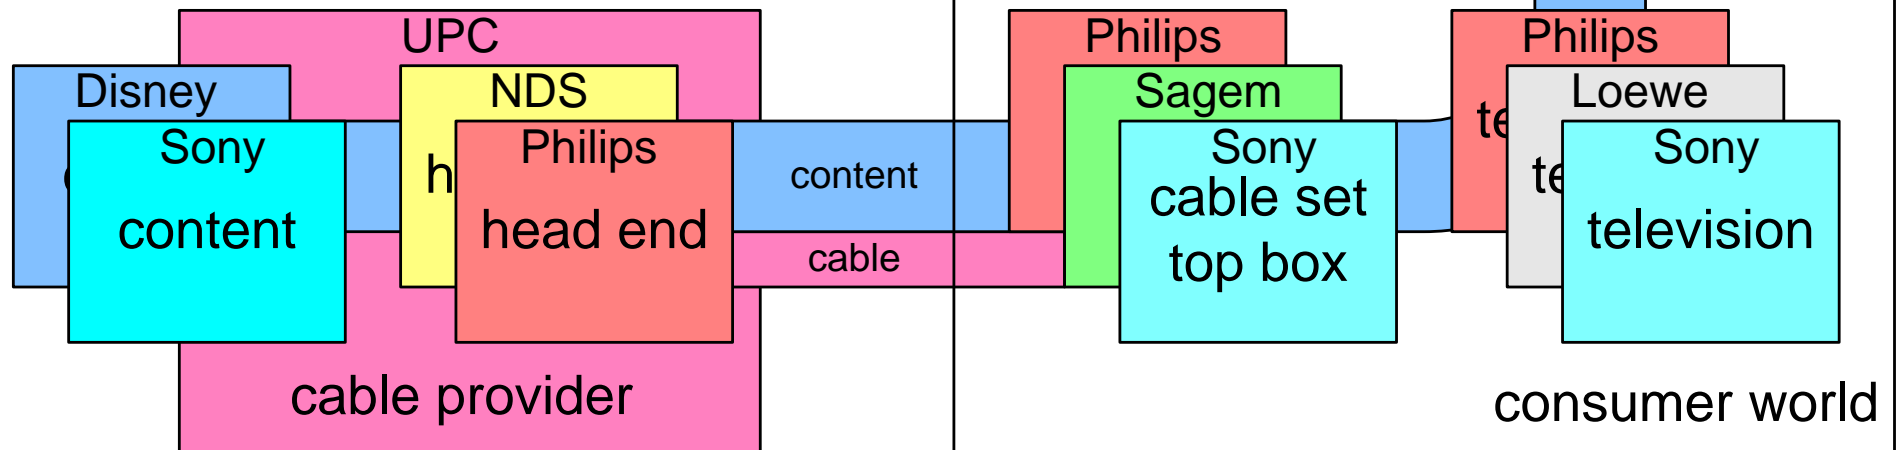 UPC
Disney
Sony
content
NDS
Philips
head end
cable provider
content
cable
Philips
Sagem
Sony
cable set
top box
Philips
Loewe
Sony
television
consumer world